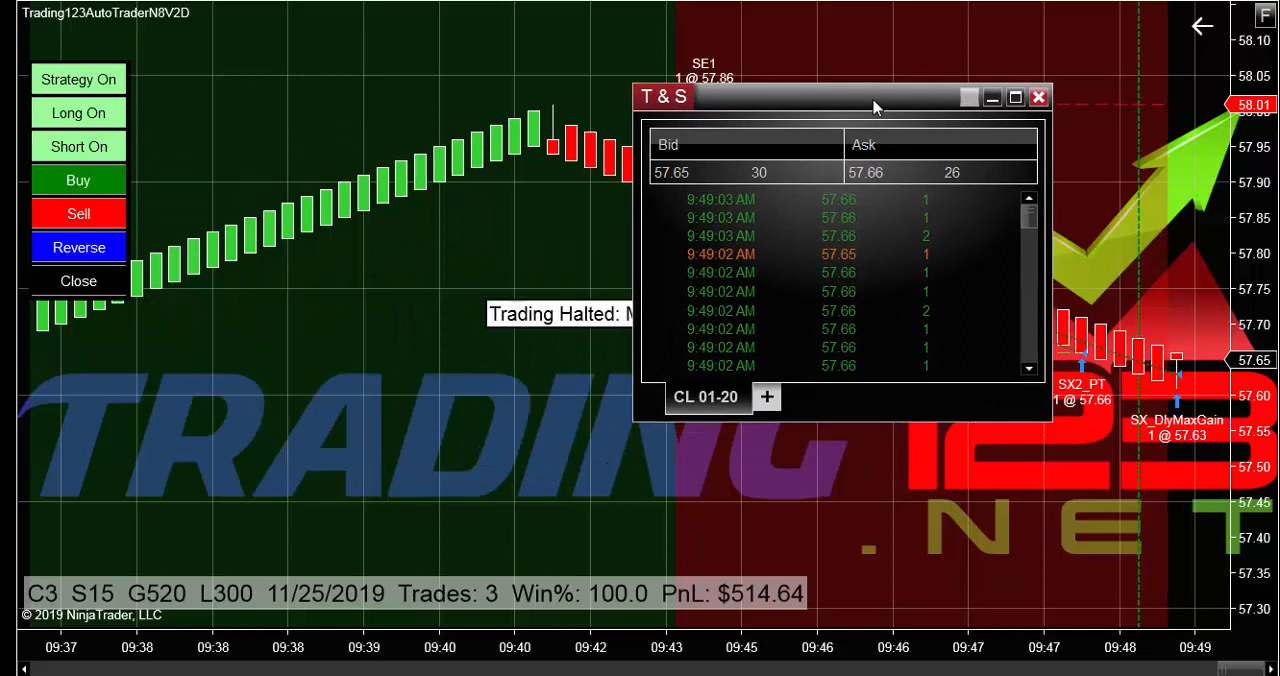 Trading123AutoTraderN8V2D
F
Strategy On
Long On
Short On
Buy
Sell
Reverse
Close
SE1
1 @ 57.86
T & S
Bid Ask
57.65 30 57.66 26
9:49:03 AM 57.66 1
9:49:03 AM 57.66 1
9:49:03 AM 57.66 2
9:49:02 AM 57.65 1
9:49:02 AM 57.66 1
9:49:02 AM 57.66 1
9:49:02 AM 57.66 2
9:49:02 AM 57.66 1
9:49:02 AM 57.66 1
9:49:02 AM 57.66 1
CL 01-20 +
Trading Halted:
SX2_PT
1 @ 57.66
SX_DlyMaxGain
1 @ 57.63
58.10
58.05
58.01
57.95
57.90
57.85
57.80
57.75
57.70
57.65
57.60
57.55
57.50
57.45
57.40
57.35
57.30
TRADING 123
.NET
C3 S15 G520 L300 11/25/2019 Trades: 3 Win%: 100.0 PnL: $514.64
© 2019 NinjaTrader, LLC
09:37 09:38 09:38 09:38 09:39 09:40 09:40 09:42 09:43 09:45 09:46 09:46 09:47 09:47 09:48 09:49